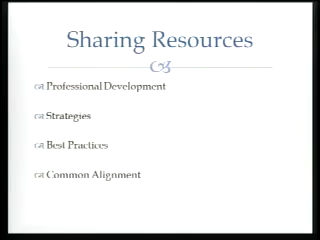 Sharing Resources
Professional Development
Strategies
Best Practices
Common Alignment